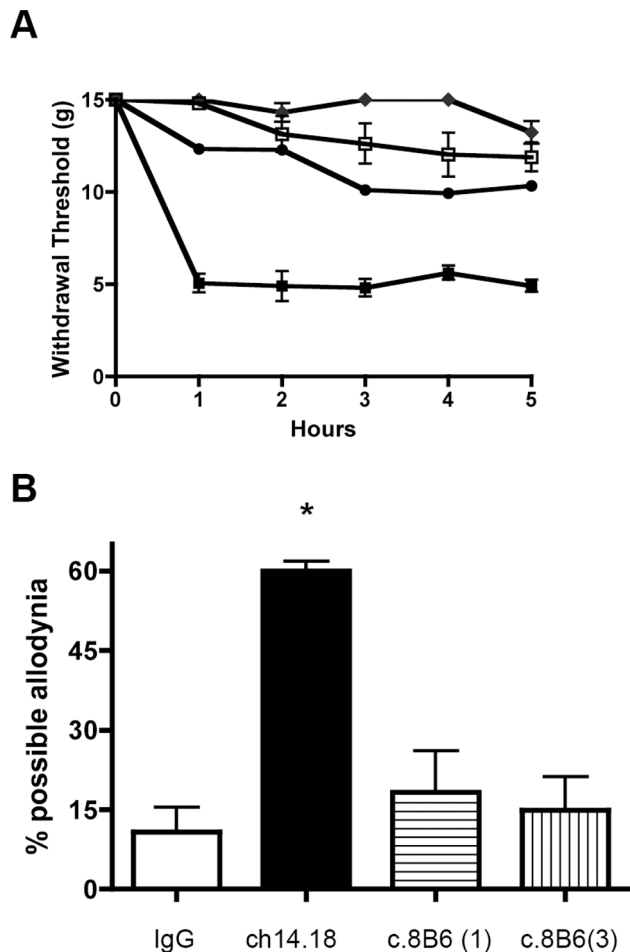 A
Withdrawal Threshold (g)
15
10
5
0
0 1 2 3 4 5
Hours
B
% possible allodynia
*
60
45
30
15
0
IgG ch14.18 c.8B6 (1) c.8B6(3)